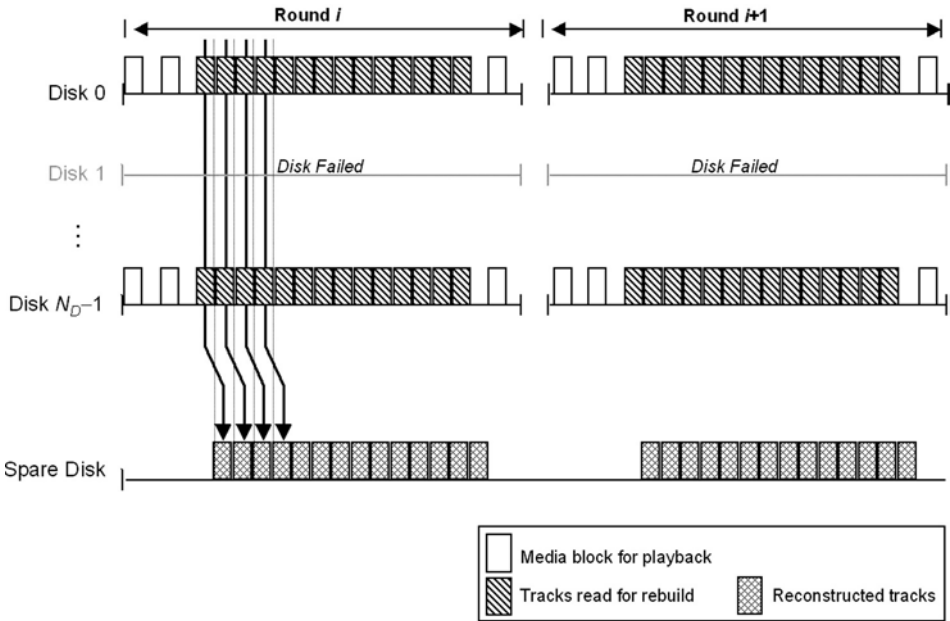 Round i
Round i+1
Disk 0
Disk 1
Disk Failed
Disk Failed
⋮
Disk N_D–1
Spare Disk
Media block for playback
Tracks read for rebuild
Reconstructed tracks